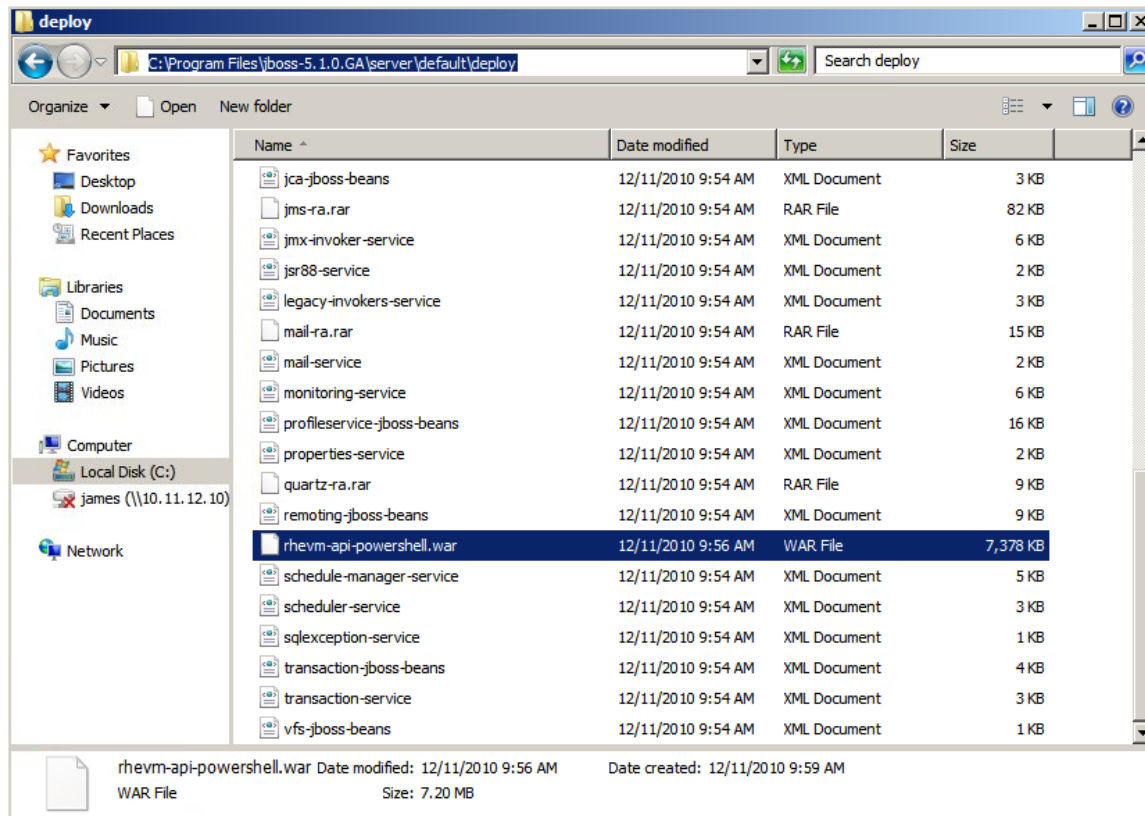 deploy
C:\Program Files\jboss-5.1.0.GA\server\default\deploy
Search deploy
Organize Open New folder
Favorites
Desktop
Downloads
Recent Places
Libraries
Documents
Music
Pictures
Videos
Computer
Local Disk (C:)
james (\\10.11.12.10)
Network
Name Date modified Type Size
jca-jboss-beans 12/11/2010 9:54 AM XML Document 3 KB
jms-ra.rar 12/11/2010 9:54 AM RAR File 82 KB
jmx-invoker-service 12/11/2010 9:54 AM XML Document 6 KB
jsr88-service 12/11/2010 9:54 AM XML Document 2 KB
legacy-invokers-service 12/11/2010 9:54 AM XML Document 3 KB
mail-ra.rar 12/11/2010 9:54 AM RAR File 15 KB
mail-service 12/11/2010 9:54 AM XML Document 2 KB
monitoring-service 12/11/2010 9:54 AM XML Document 6 KB
profileservice-jboss-beans 12/11/2010 9:54 AM XML Document 16 KB
properties-service 12/11/2010 9:54 AM XML Document 2 KB
quartz-ra.rar 12/11/2010 9:54 AM RAR File 9 KB
remoting-jboss-beans 12/11/2010 9:54 AM XML Document 9 KB
rhevm-api-powershell.war 12/11/2010 9:56 AM WAR File 7,378 KB
schedule-manager-service 12/11/2010 9:54 AM XML Document 5 KB
scheduler-service 12/11/2010 9:54 AM XML Document 3 KB
sqlexception-service 12/11/2010 9:54 AM XML Document 1 KB
transaction-jboss-beans 12/11/2010 9:54 AM XML Document 4 KB
transaction-service 12/11/2010 9:54 AM XML Document 3 KB
vfs-jboss-beans 12/11/2010 9:54 AM XML Document 1 KB
rhevm-api-powershell.war Date modified: 12/11/2010 9:56 AM Date created: 12/11/2010 9:59 AM
WAR File Size: 7.20 MB